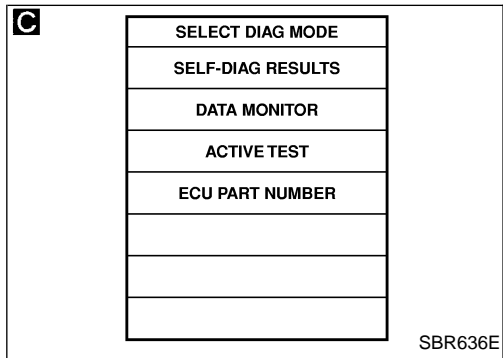 C
SELECT DIAG MODE
SELF-DIAG RESULTS
DATA MONITOR
ACTIVE TEST
ECU PART NUMBER
SBR636E